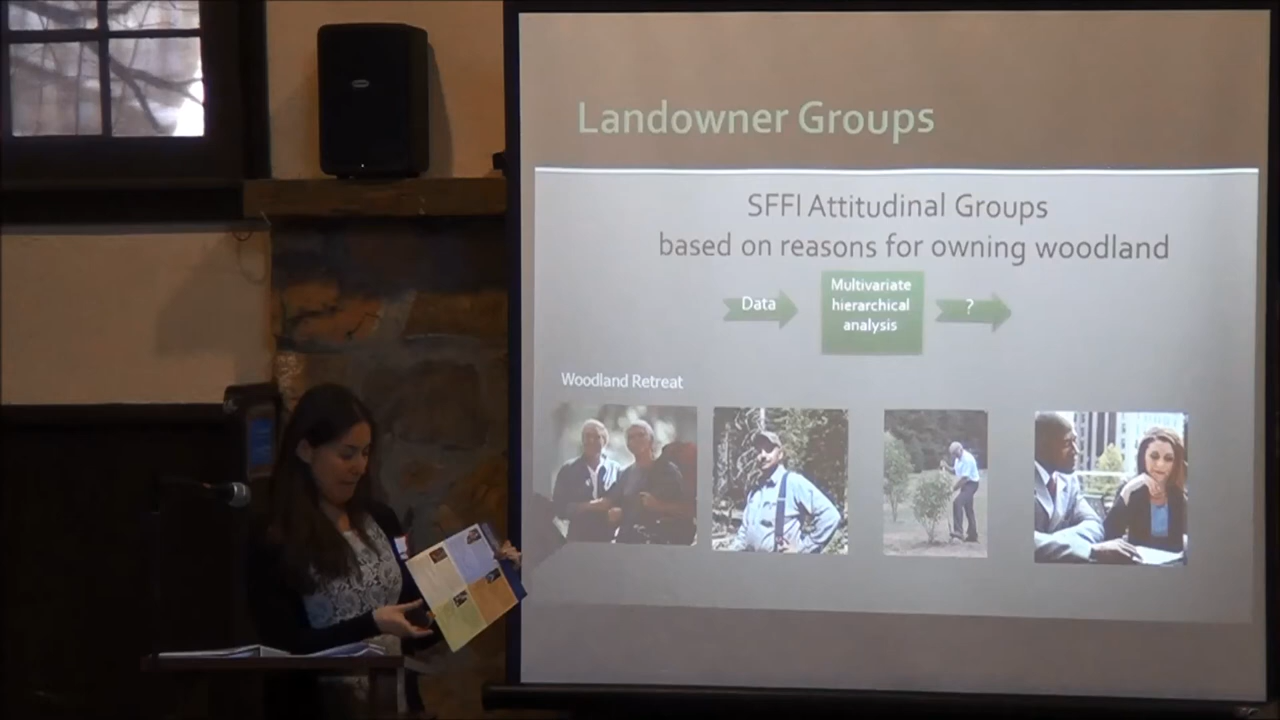 Landowner Groups
SFFI Attitudinal Groups
based on reasons for owning woodland
Data
Multivariate
hierarchical
analysis
?
Woodland Retreat